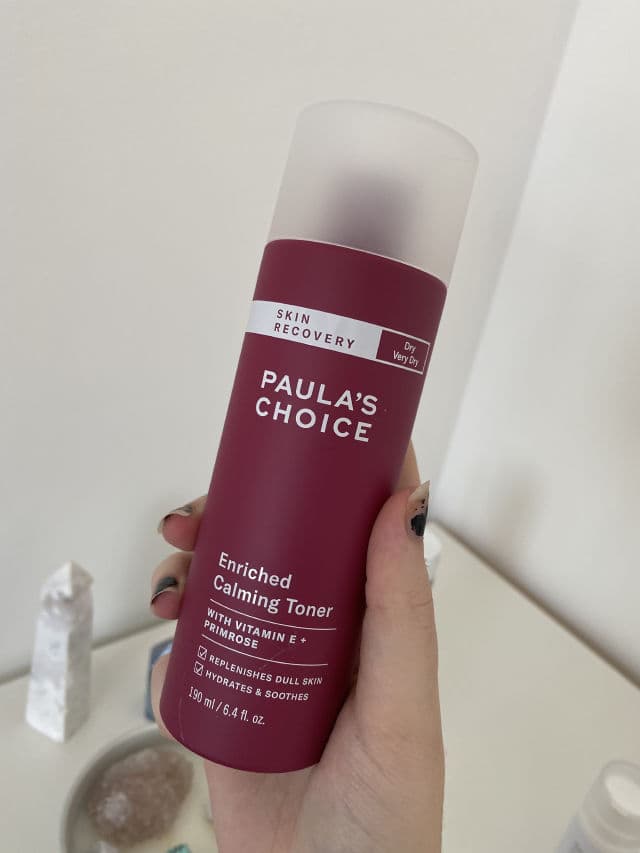 SKIN
RECOVERY
Dry
Very Dry
PAULA'S
CHOICE
Enriched
Calming Toner
WITH VITAMIN E +
PRIMROSE
REPLENISHES DULL SKIN
HYDRATES & SOOTHES
190 ml / 6.4 fl. oz.